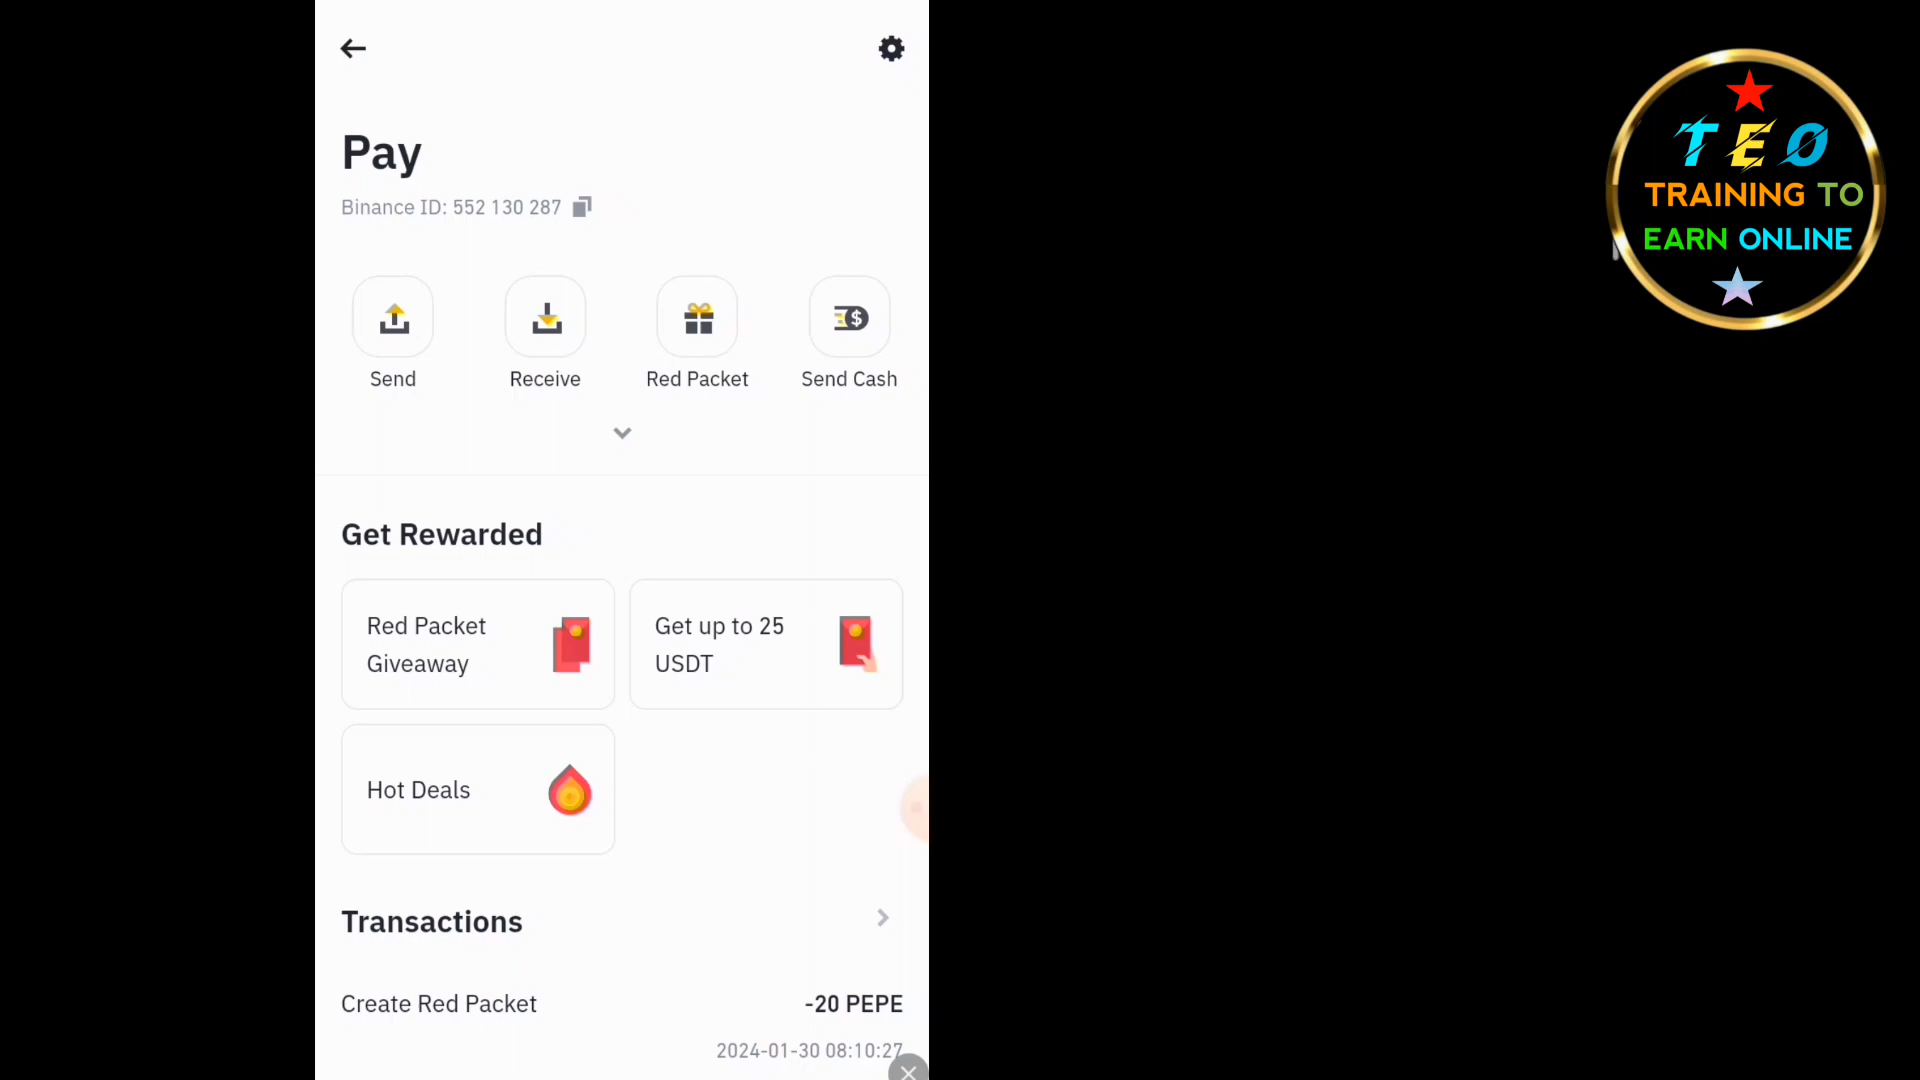 Pay
Binance ID: 552 130 287
Send
Receive
Red Packet
Send Cash
Get Rewarded
Red Packet
Giveaway
Get up to 25
USDT
Hot Deals
Transactions
Create Red Packet
-20 PEPE
2024-01-30 08:10:27
TEO
TRAINING TO
EARN ONLINE